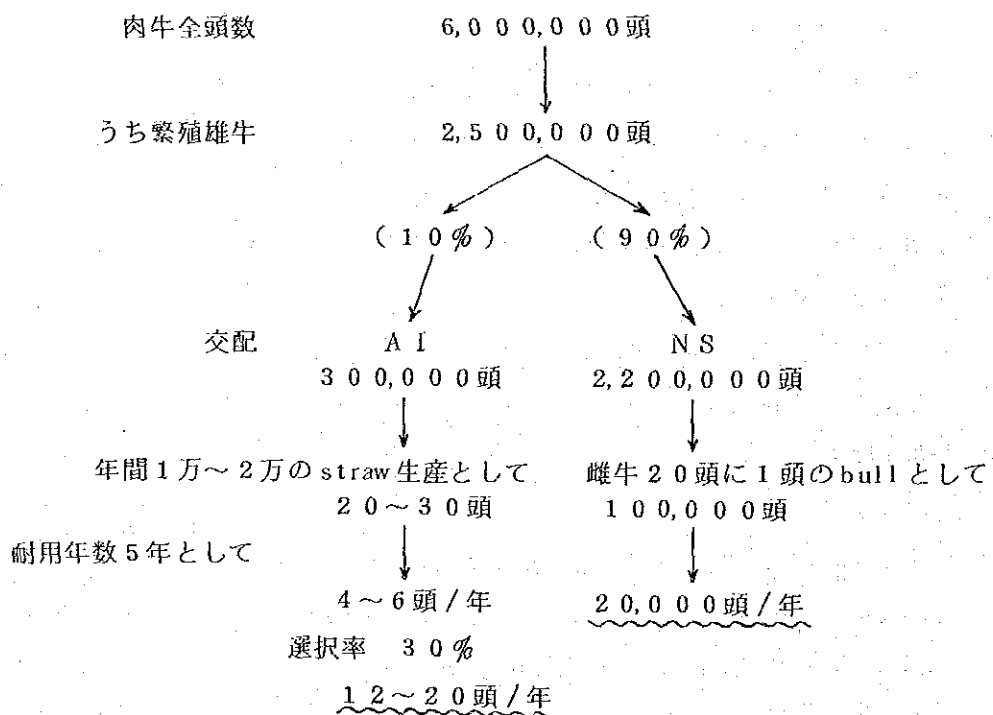 肉牛全頭数 6,000,000頭
うち繁殖雄牛 2,500,000頭
(10%) (90%)
交配 AI NS
300,000頭 2,200,000頭
年間1万～2万のstraw生産として 雌牛20頭に1頭のbullとして
20～30頭 100,000頭
耐用年数5年として
4～6頭/年 20,000頭/年
選択率 30%
12～20頭/年